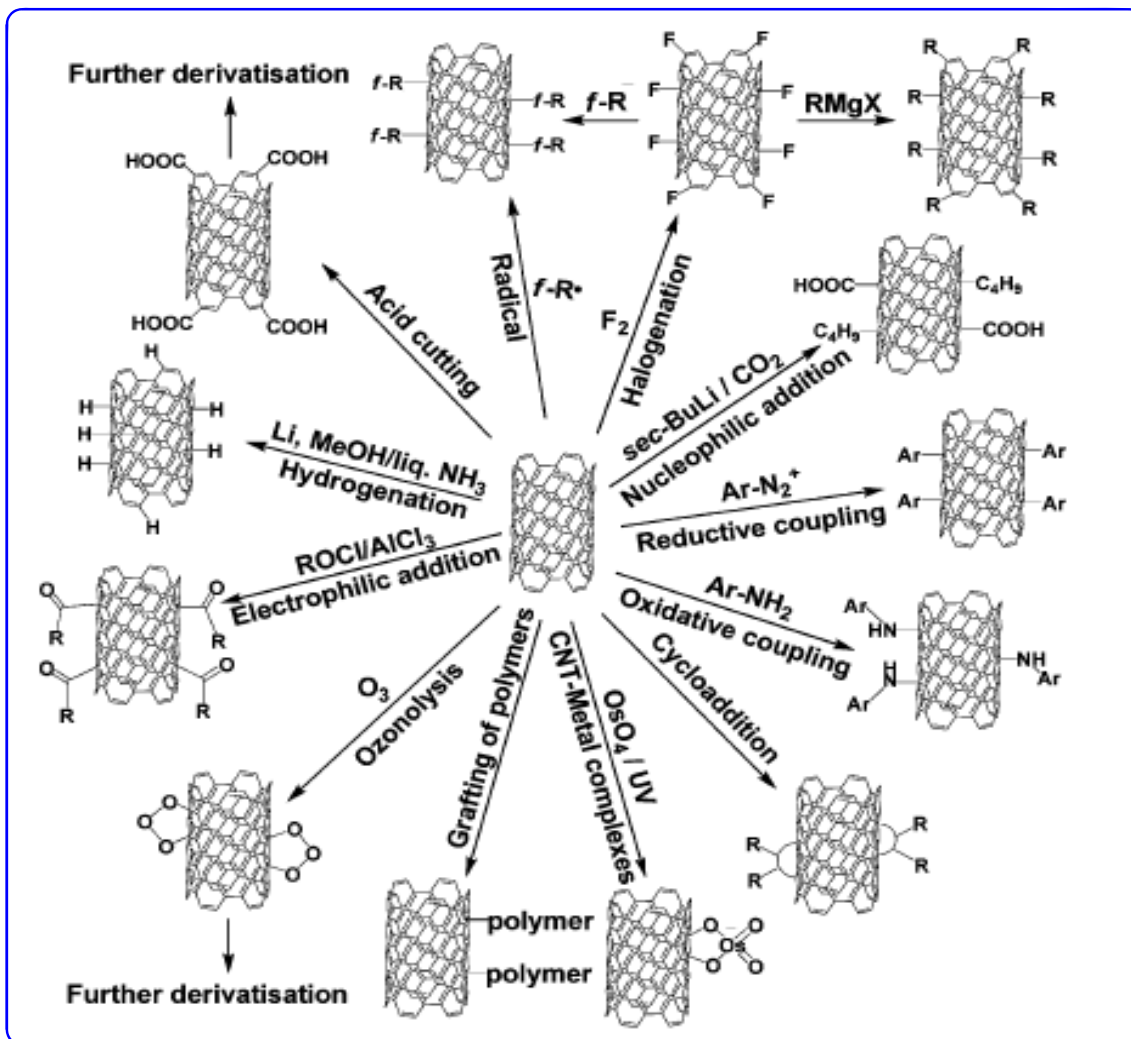 Further derivatisation
HOOC
COOH
HOOC
COOH
Acid cutting
f-R
f-R
f-R
f-R
Radical
f-R•
f-R⁻
F
F
F
F
F
F
F
F
F₂
Halogenation
RMgX
R
R
R
R
R
R
R
R
HOOC
C₄H₉
C₄H₉
COOH
sec-BuLi / CO₂
Nucleophilic addition
H
H
H
H
H
H
H
Li, MeOH/liq. NH₃
Hydrogenation
Ar-N₂⁺
Reductive coupling
Ar
Ar
Ar
Ar
ROCl/AlCl₃
Electrophilic addition
O
O
R
R
O
O
R
R
Ar-NH₂
Oxidative coupling
Ar
HN
H
N
Ar
NH
Ar
O₃
Ozonolysis
O
O
O
O
O
O
Further derivatisation
Grafting of polymers
polymer
polymer
OsO₄ / UV
CNT-Metal complexes
O
O
Os
O
O
Cycloaddition
R
R
R
R